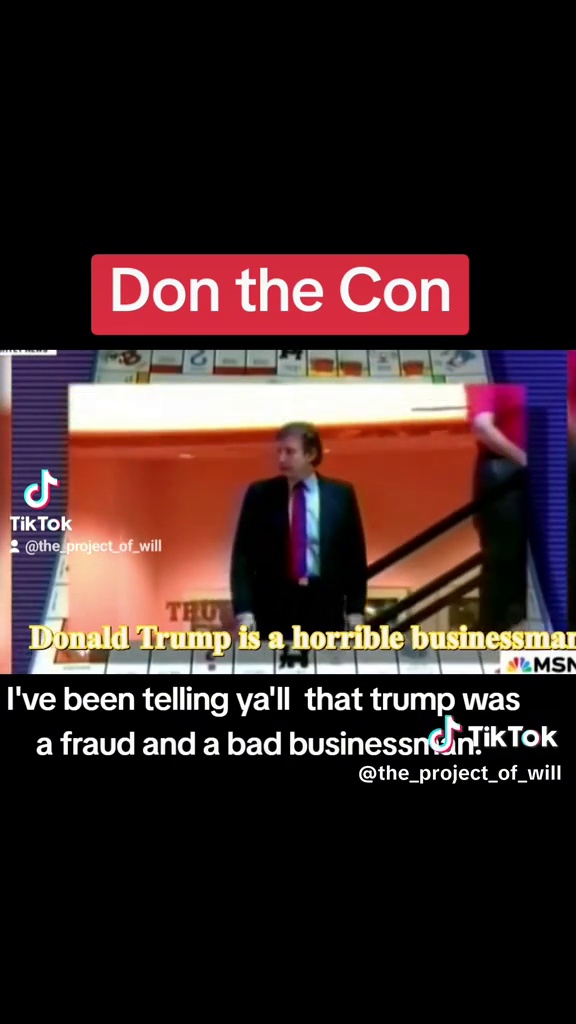 Don the Con
TikTok
@the_project_of_will
TRU
Donald Trump is a horrible businessman
MSN
I've been telling ya'll that trump was
a fraud and a bad businessman.
TikTok
@the_project_of_will